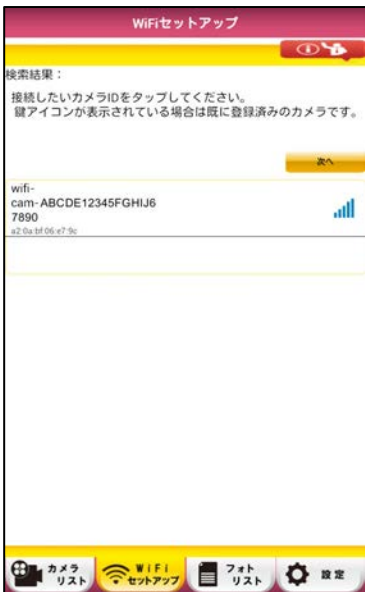 WiFiセットアップ
検索結果：
接続したいカメラIDをタップしてください。
鍵アイコンが表示されている場合は既に登録済みのカメラです。
次へ
wifi-
cam-ABCDE12345FGHIJ6
7890
a2:0a:bf:06:e7:9c
カメラ
リスト
WiFi
セットアップ
フォト
リスト
設定